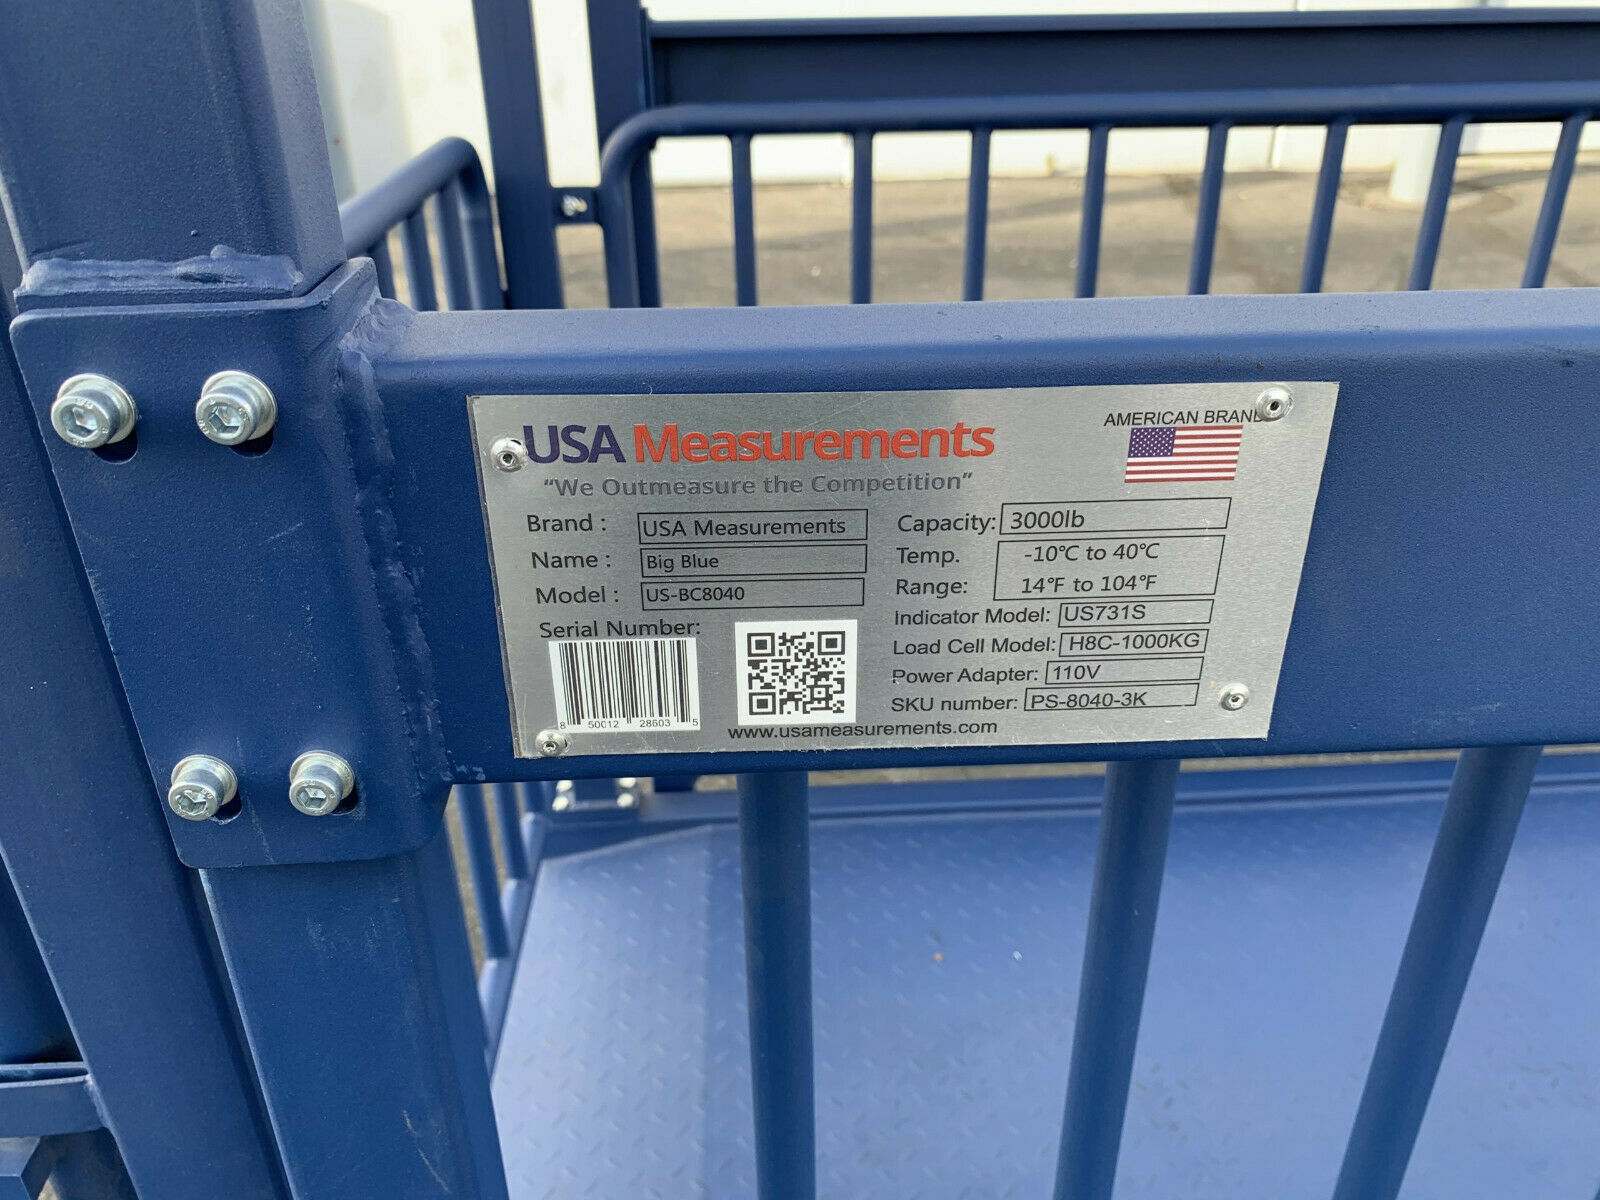 USA Measurements
"We Outmeasure the Competition"
AMERICAN BRAND
Brand : USA Measurements
Name : Big Blue
Model : US-BC8040
Serial Number:
8 50012 28603 5
Capacity: 3000lb
Temp. Range: -10℃ to 40℃
14℉ to 104℉
Indicator Model: US731S
Load Cell Model: H8C-1000KG
Power Adapter: 110V
SKU number: PS-8040-3K
www.usameasurements.com